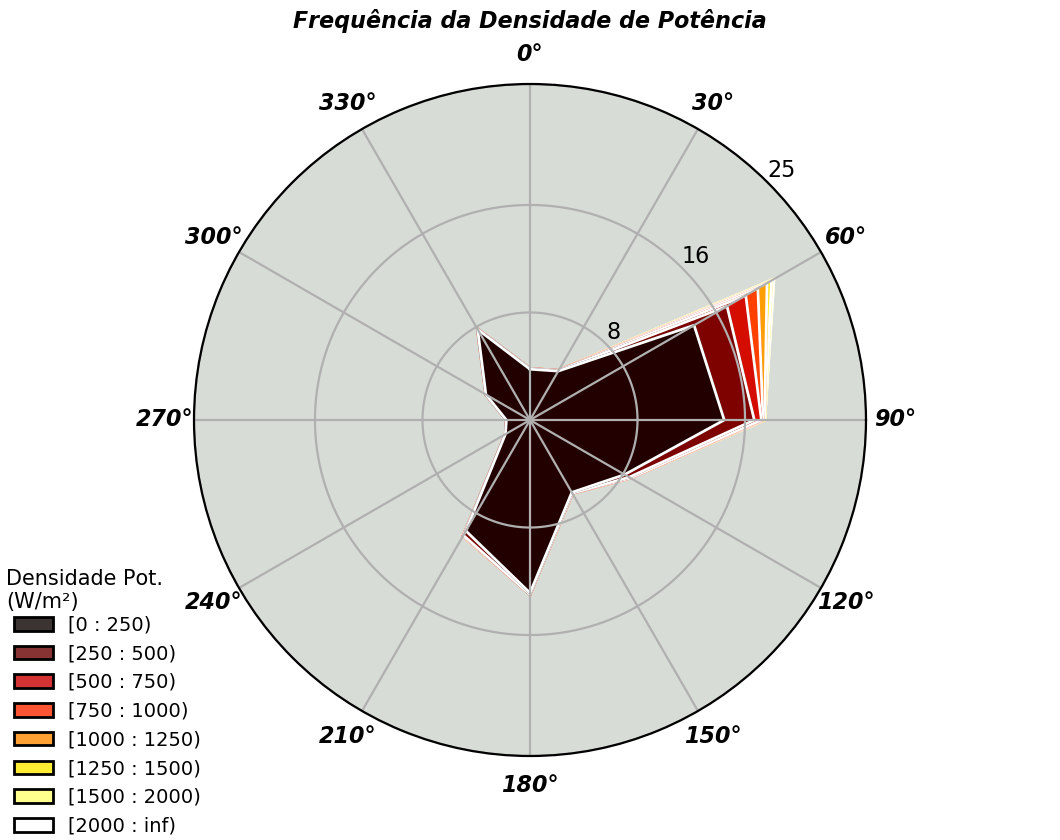 Frequência da Densidade de Potência
0°
330°
30°
25
300°
60°
16
8
270°
90°
240°
120°
210°
150°
180°
Densidade Pot.
(W/m²)
[0 : 250)
[250 : 500)
[500 : 750)
[750 : 1000)
[1000 : 1250)
[1250 : 1500)
[1500 : 2000)
[2000 : inf)